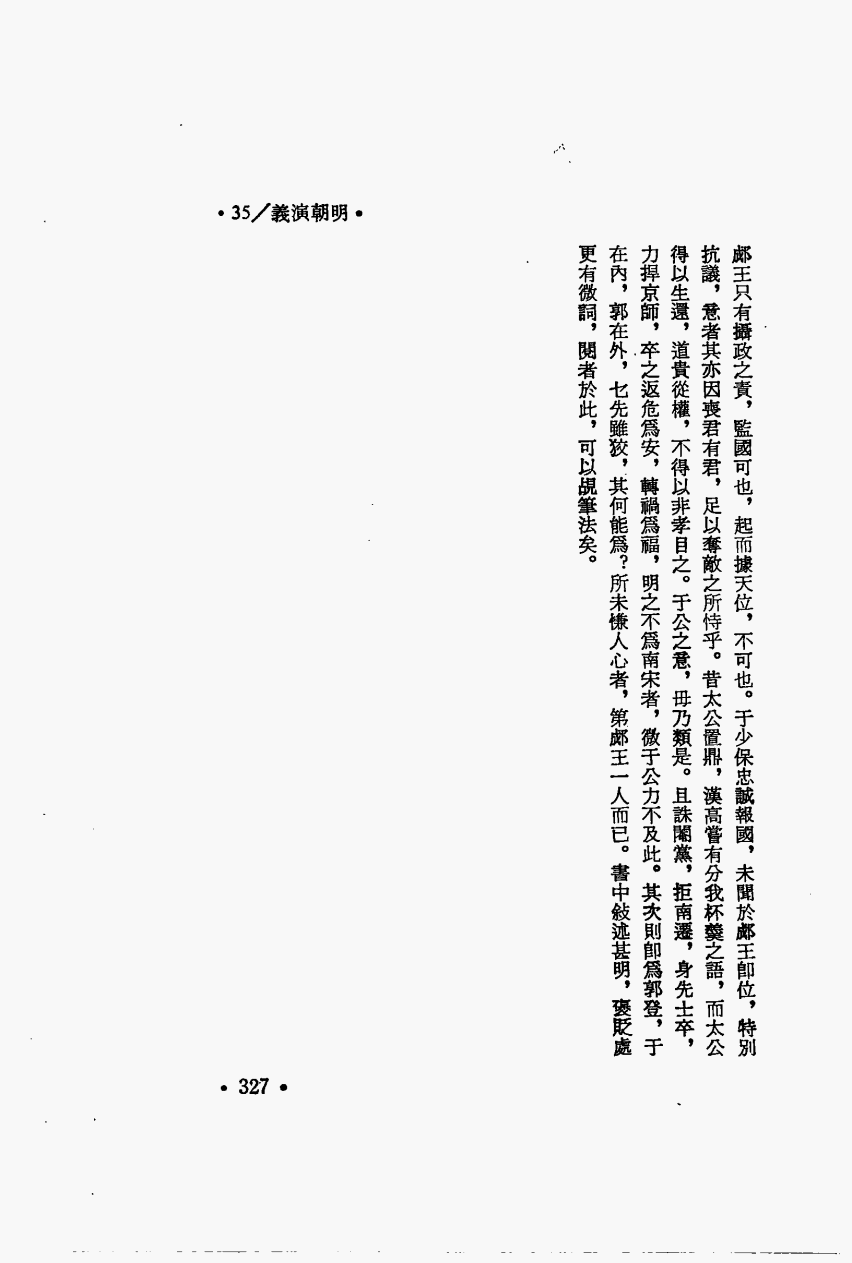 •35／義演朝明•
郕王只有攝政之責，監國可也，起而據天位，不可也。于少保忠誠報國，未聞於郕王卽位，特別
抗議，意者其亦因喪君有君，足以奪敵之所恃乎。昔太公置鼎，漢高嘗有分我杯羹之語，而太公
得以生還，道貴從權，不得以非孝目之。于公之意，毋乃類是。且誅閹黨，拒南遷，身先士卒，
力捍京師，卒之返危爲安，轉禍爲福，明之不爲南宋者，微于公力不及此。其次則卽爲郭登，于
在內，郭在外，乜先雖狡，其何能爲？所未慊人心者，第郕王一人而已。書中敍述甚明，褒貶處
更有微詞，閱者於此，可以覘筆法矣。
•327•